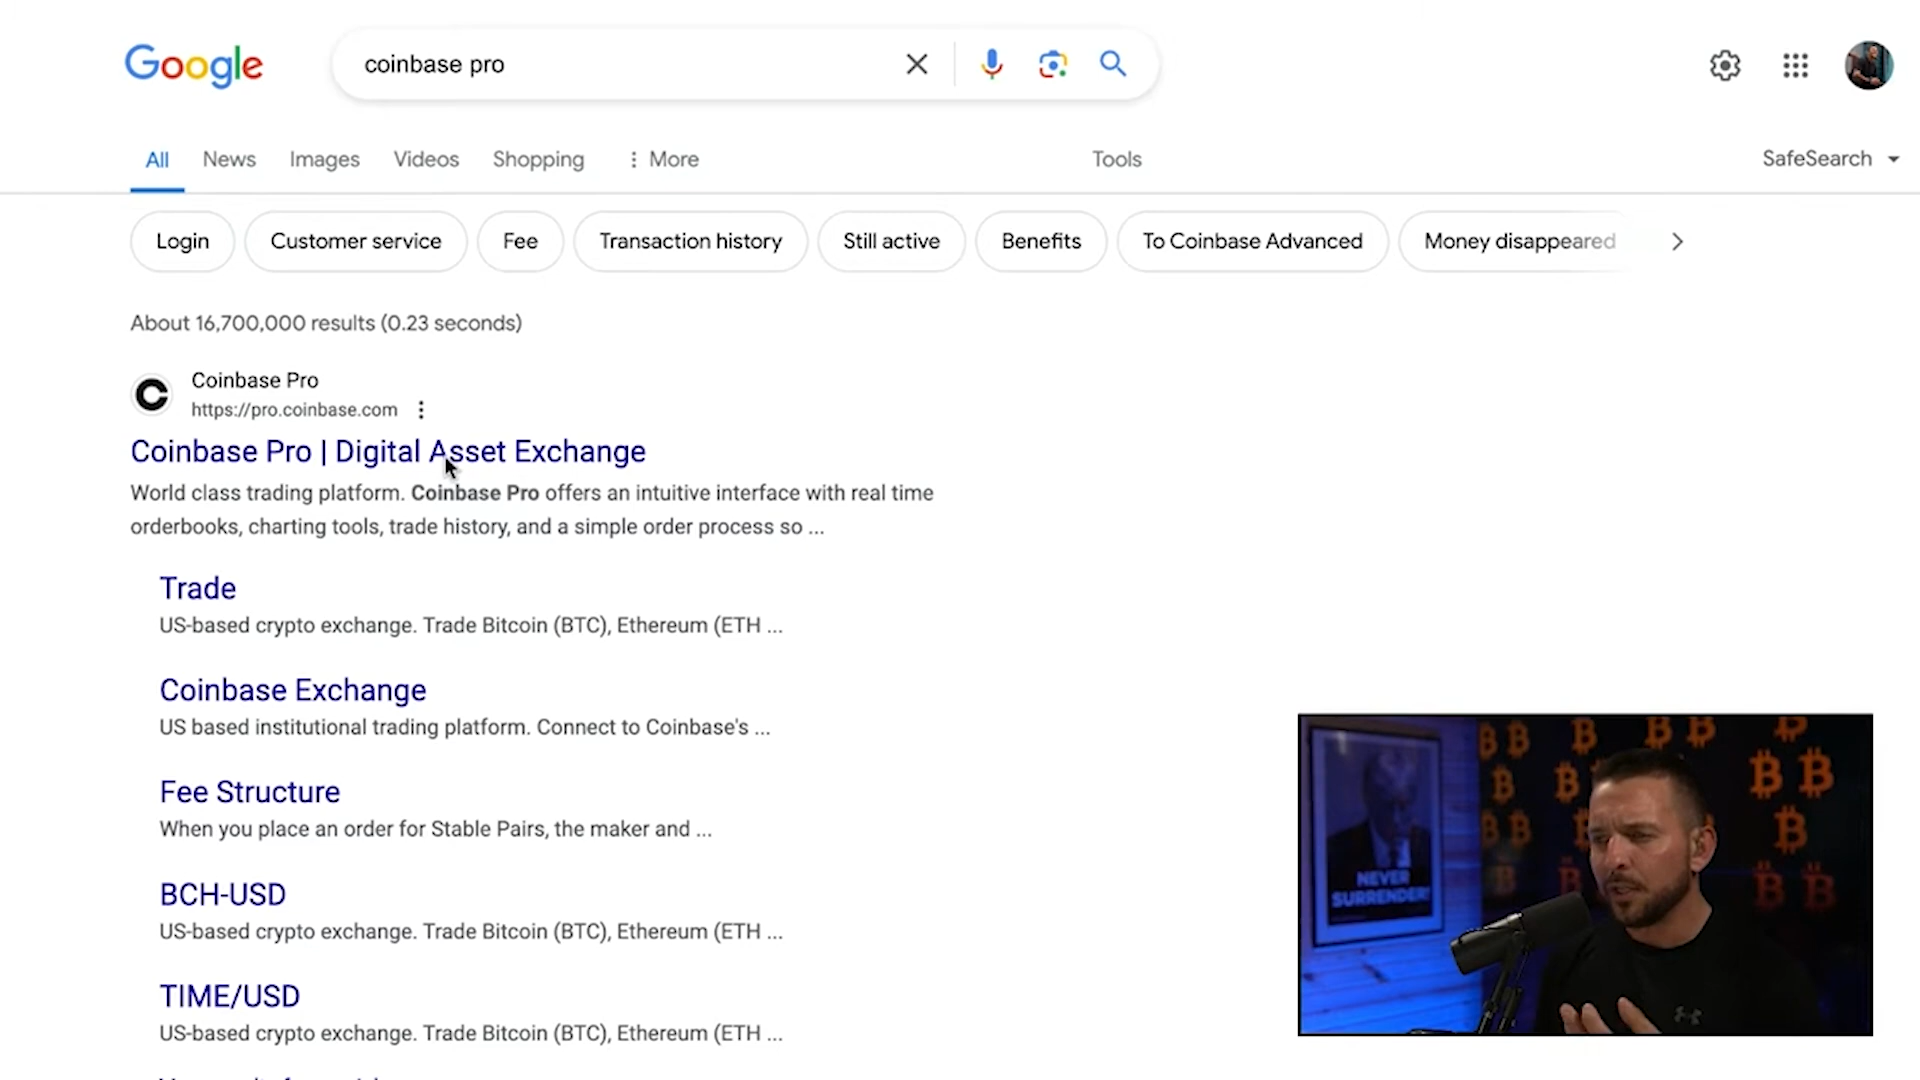 Google
coinbase pro
All News Images Videos Shopping More Tools SafeSearch
Login Customer service Fee Transaction history Still active Benefits To Coinbase Advanced Money disappeared
About 16,700,000 results (0.23 seconds)
Coinbase Pro
https://pro.coinbase.com
Coinbase Pro | Digital Asset Exchange
World class trading platform. Coinbase Pro offers an intuitive interface with real time
orderbooks, charting tools, trade history, and a simple order process so ...
Trade
US-based crypto exchange. Trade Bitcoin (BTC), Ethereum (ETH ...
Coinbase Exchange
US based institutional trading platform. Connect to Coinbase's ...
Fee Structure
When you place an order for Stable Pairs, the maker and ...
BCH-USD
US-based crypto exchange. Trade Bitcoin (BTC), Ethereum (ETH ...
TIME/USD
US-based crypto exchange. Trade Bitcoin (BTC), Ethereum (ETH ...
NEVER
SURRENDER!